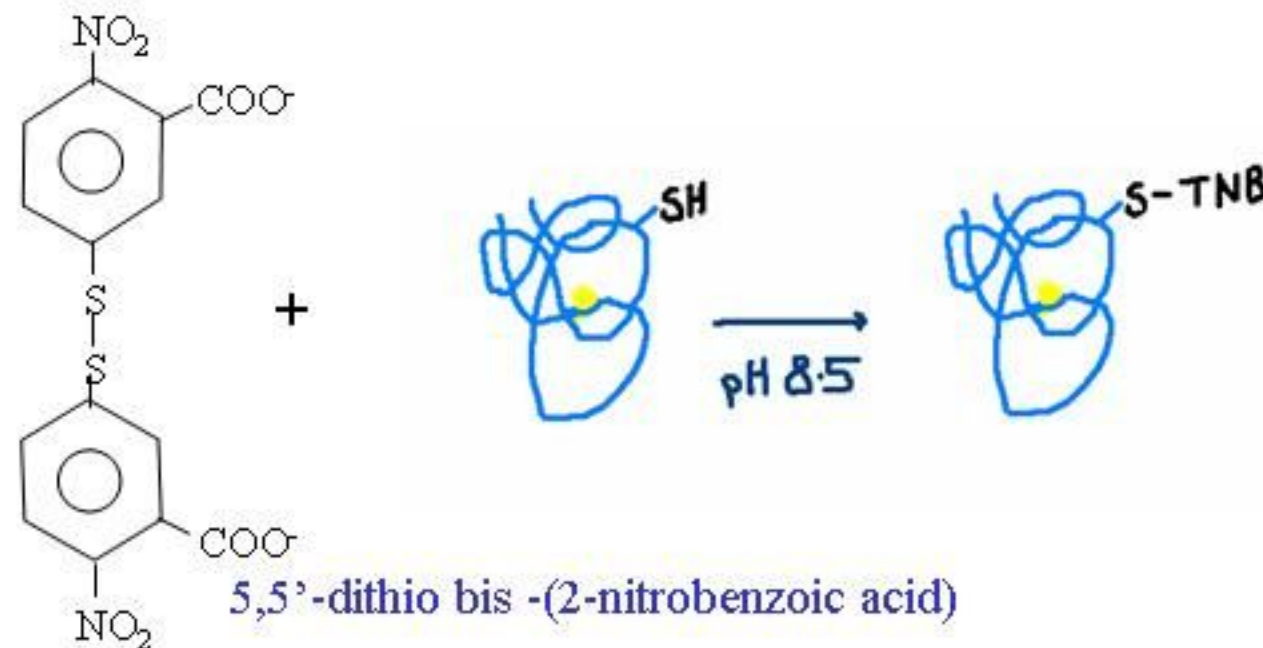 NO₂
COO-
S
S
+
SH
pH 8.5
S-TNB
COO-
NO₂
5,5’-dithio bis -(2-nitrobenzoic acid)